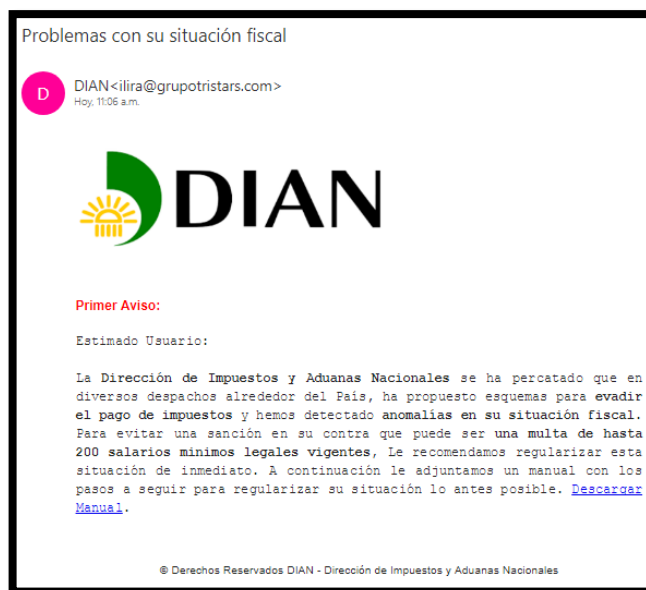 Problemas con su situación fiscal
D
DIAN<ilira@grupotristars.com>
Hoy, 11:06 a.m.
DIAN
Primer Aviso:
Estimado Usuario:
La Dirección de Impuestos y Aduanas Nacionales se ha percatado que en
diversos despachos alrededor del País, ha propuesto esquemas para evadir
el pago de impuestos y hemos detectado anomalías en su situación fiscal.
Para evitar una sanción en su contra que puede ser una multa de hasta
200 salarios mínimos legales vigentes, Le recomendamos regularizar esta
situación de inmediato. A continuación le adjuntamos un manual con los
pasos a seguir para regularizar su situación lo antes posible. Descargar
Manual.
© Derechos Reservados DIAN - Dirección de Impuestos y Aduanas Nacionales